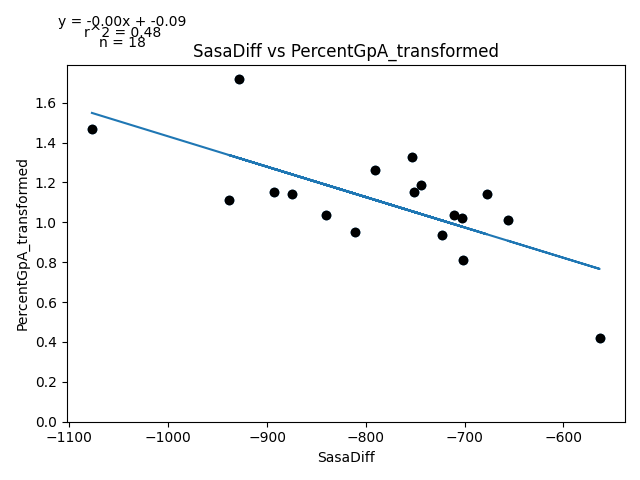 y = -0.00x + -0.09
r^2 = 0.48
n = 18
SasaDiff vs PercentGpA_transformed
1.6
1.4
1.2
1.0
0.8
0.6
0.4
0.2
0.0
PercentGpA_transformed
−1100 −1000 −900 −800 −700 −600
SasaDiff